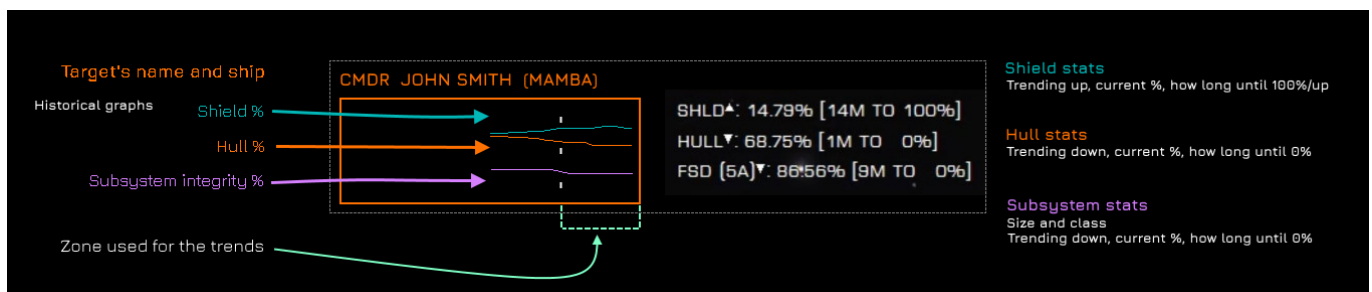 Target's name and ship
Historical graphs
Shield %
Hull %
Subsystem integrity %
Zone used for the trends
CMDR JOHN SMITH (MAMBA)
SHLD▲: 14.79% [14M TO 100%]
HULL▼: 68.75% [1M TO 0%]
FSD (5A)▼: 86.56% [9M TO 0%]
Shield stats
Trending up, current %, how long until 100%/up
Hull stats
Trending down, current %, how long until 0%
Subsystem stats
Size and class
Trending down, current %, how long until 0%